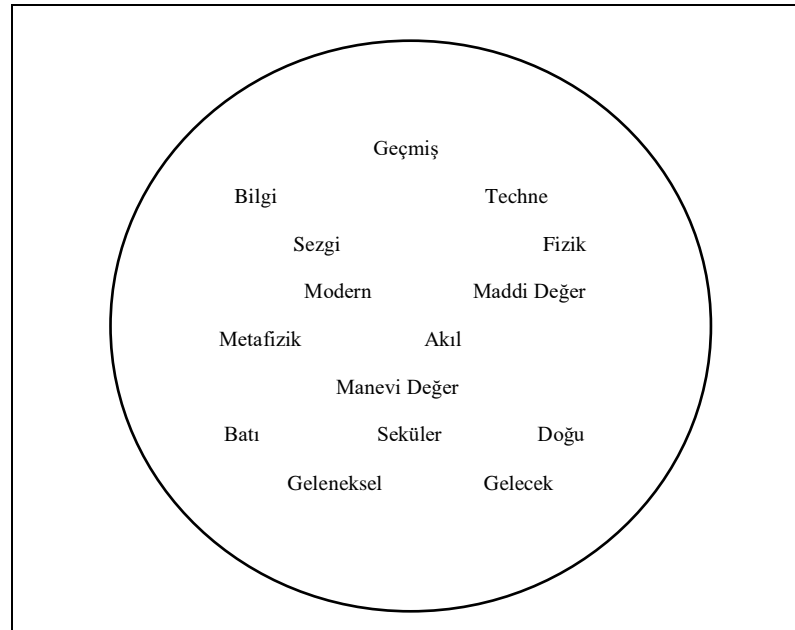 Geçmiş
Bilgi Techne
Sezgi Fizik
Modern Maddi Değer
Metafizik Akıl
Manevi Değer
Batı Seküler Doğu
Geleneksel Gelecek